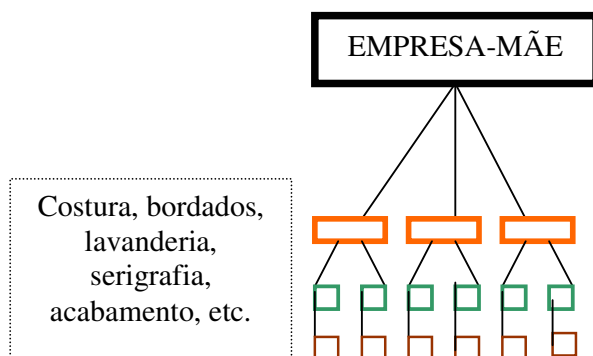 EMPRESA-MÃE
Costura, bordados,
lavanderia,
serigrafia,
acabamento, etc.